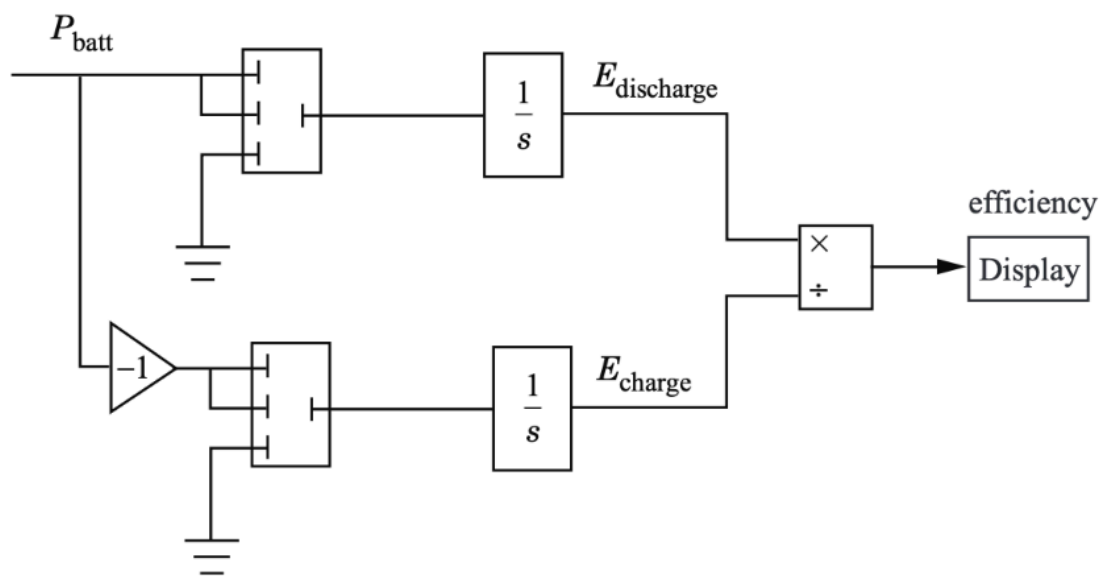 P_batt
1
s
E_discharge
efficiency
×
÷
Display
−1
1
s
E_charge